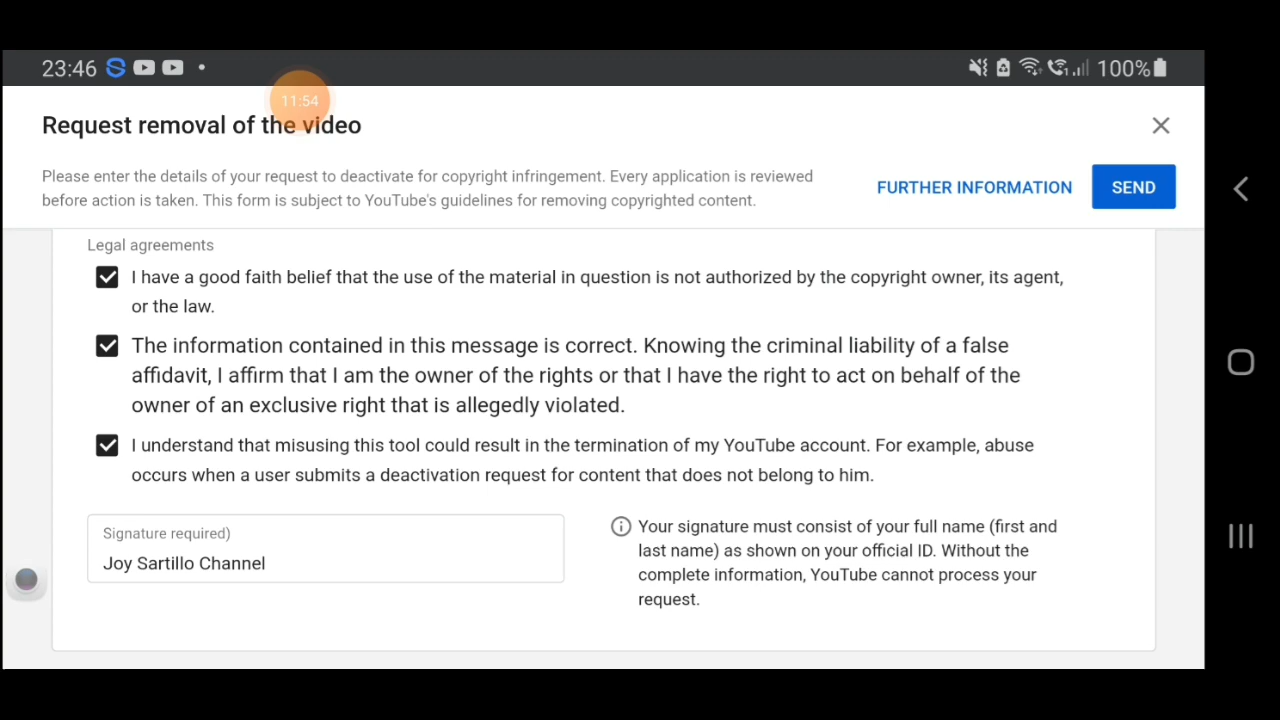 23:46
100%
11:54
Request removal of the video
Please enter the details of your request to deactivate for copyright infringement. Every application is reviewed
before action is taken. This form is subject to YouTube's guidelines for removing copyrighted content.
FURTHER INFORMATION
SEND
Legal agreements
I have a good faith belief that the use of the material in question is not authorized by the copyright owner, its agent,
or the law.
The information contained in this message is correct. Knowing the criminal liability of a false
affidavit, I affirm that I am the owner of the rights or that I have the right to act on behalf of the
owner of an exclusive right that is allegedly violated.
I understand that misusing this tool could result in the termination of my YouTube account. For example, abuse
occurs when a user submits a deactivation request for content that does not belong to him.
Signature required)
Joy Sartillo Channel
Your signature must consist of your full name (first and
last name) as shown on your official ID. Without the
complete information, YouTube cannot process your
request.